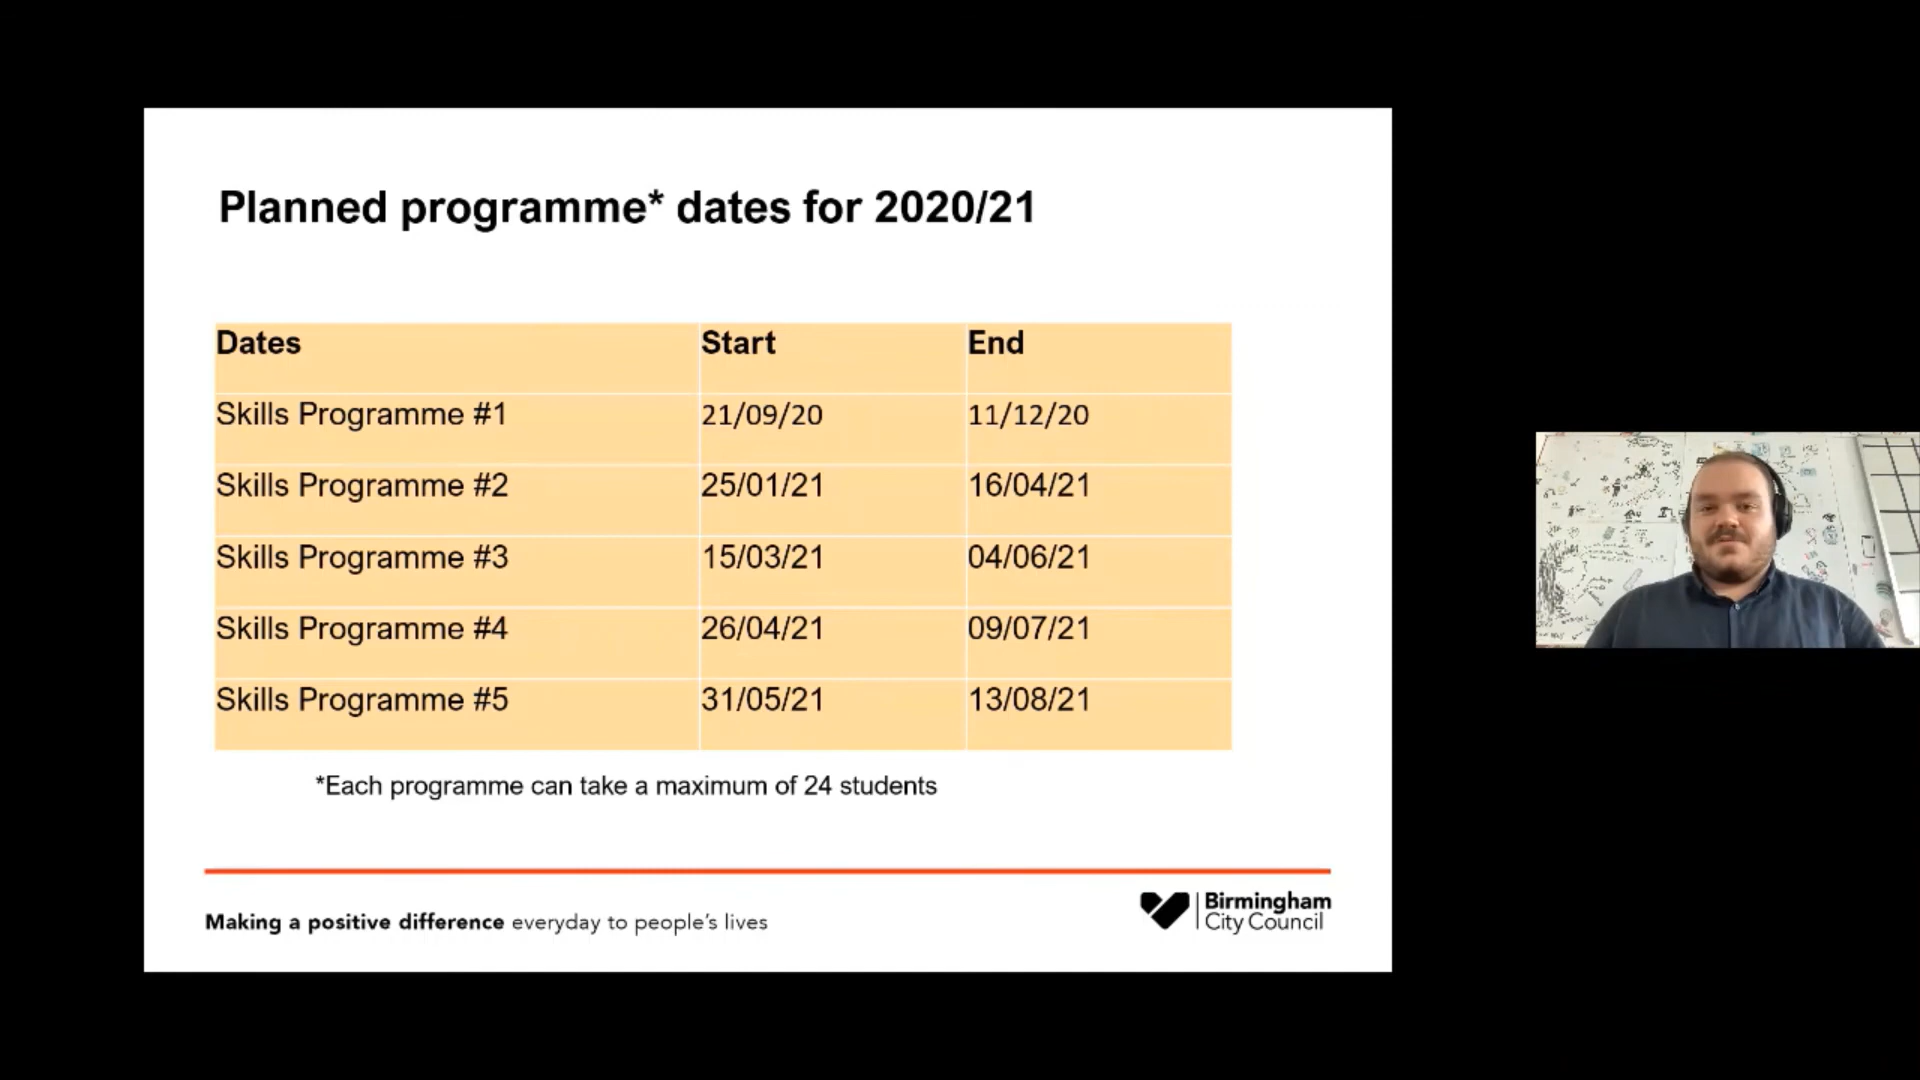 Planned programme* dates for 2020/21
Dates Start End
Skills Programme #1 21/09/20 11/12/20
Skills Programme #2 25/01/21 16/04/21
Skills Programme #3 15/03/21 04/06/21
Skills Programme #4 26/04/21 09/07/21
Skills Programme #5 31/05/21 13/08/21
*Each programme can take a maximum of 24 students
Making a positive difference everyday to people's lives
Birmingham
City Council